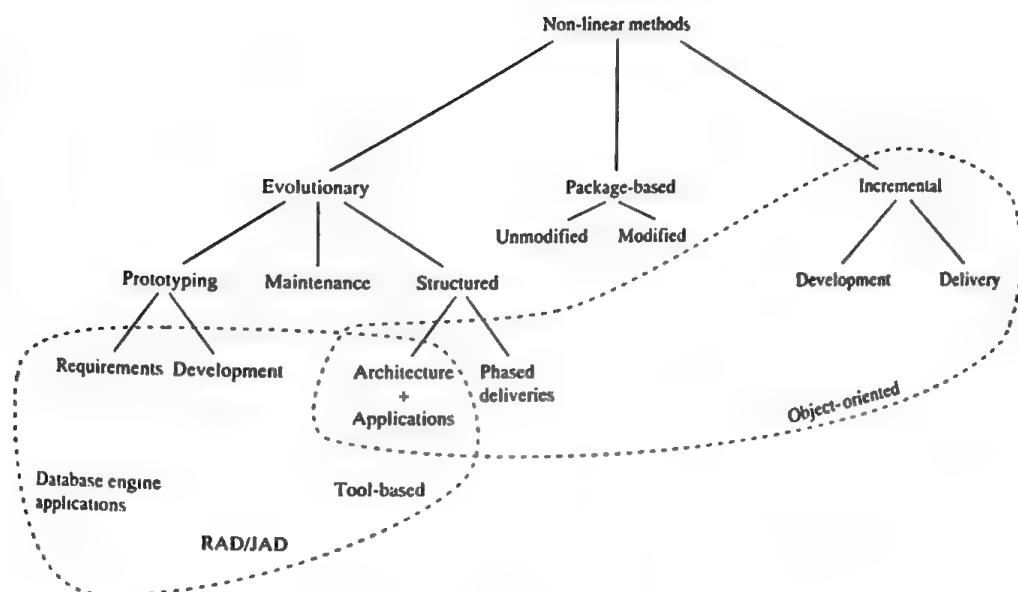 Non-linear methods
Evolutionary
Package-based
Incremental
Unmodified
Modified
Prototyping
Maintenance
Structured
Development
Delivery
Requirements
Development
Architecture
+
Applications
Phased
deliveries
Object-oriented
Database engine
applications
Tool-based
RAD/JAD